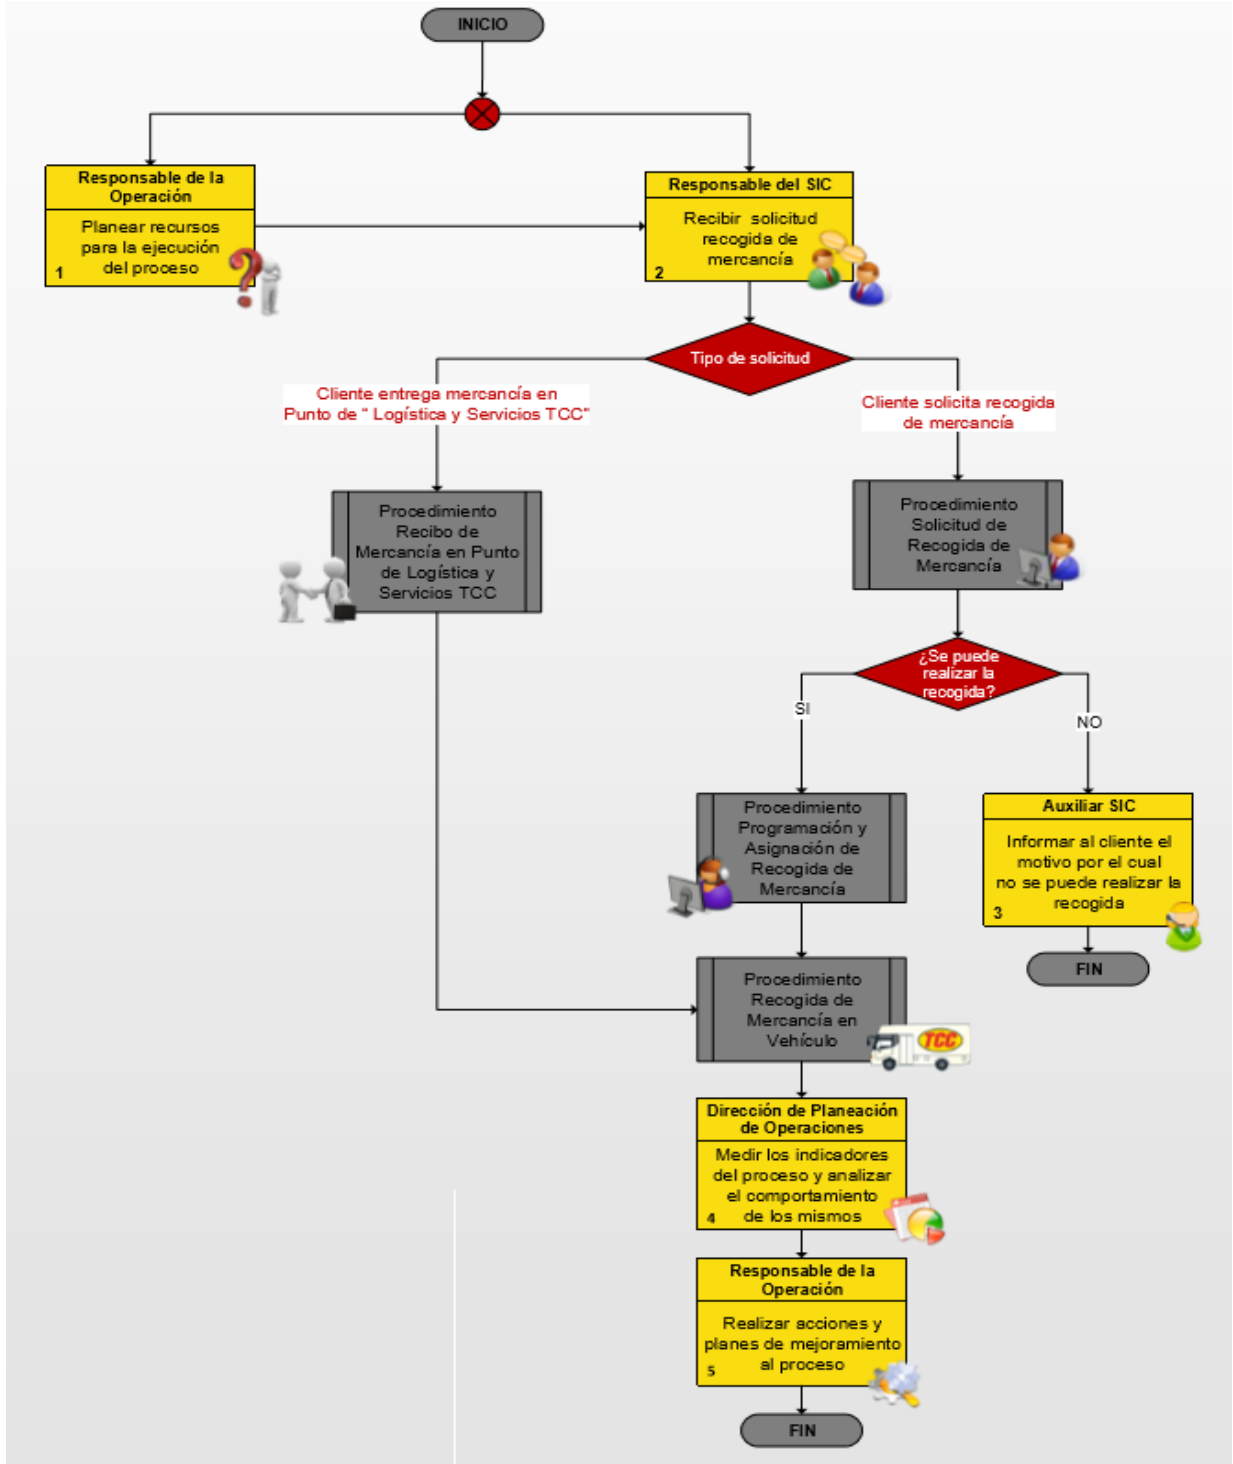 INICIO
Responsable de la
Operación
Planear recursos
para la ejecución
del proceso
1
Responsable del SIC
Recibir solicitud
recogida de
mercancía
2
Tipo de solicitud
Cliente entrega mercancía en
Punto de " Logística y Servicios TCC"
Cliente solicita recogida
de mercancía
Procedimiento
Recibo de
Mercancía en Punto
de Logística y
Servicios TCC
Procedimiento
Solicitud de
Recogida de
Mercancía
¿Se puede
realizar la
recogida?
SI
NO
Procedimiento
Programación y
Asignación de
Recogida de
Mercancía
Auxiliar SIC
Informar al cliente el
motivo por el cual
no se puede realizar la
recogida
3
FIN
Procedimiento
Recogida de
Mercancía en
Vehículo
TCC
Dirección de Planeación
de Operaciones
Medir los indicadores
del proceso y analizar
el comportamiento
de los mismos
4
Responsable de la
Operación
Realizar acciones y
planes de mejoramiento
al proceso
5
FIN